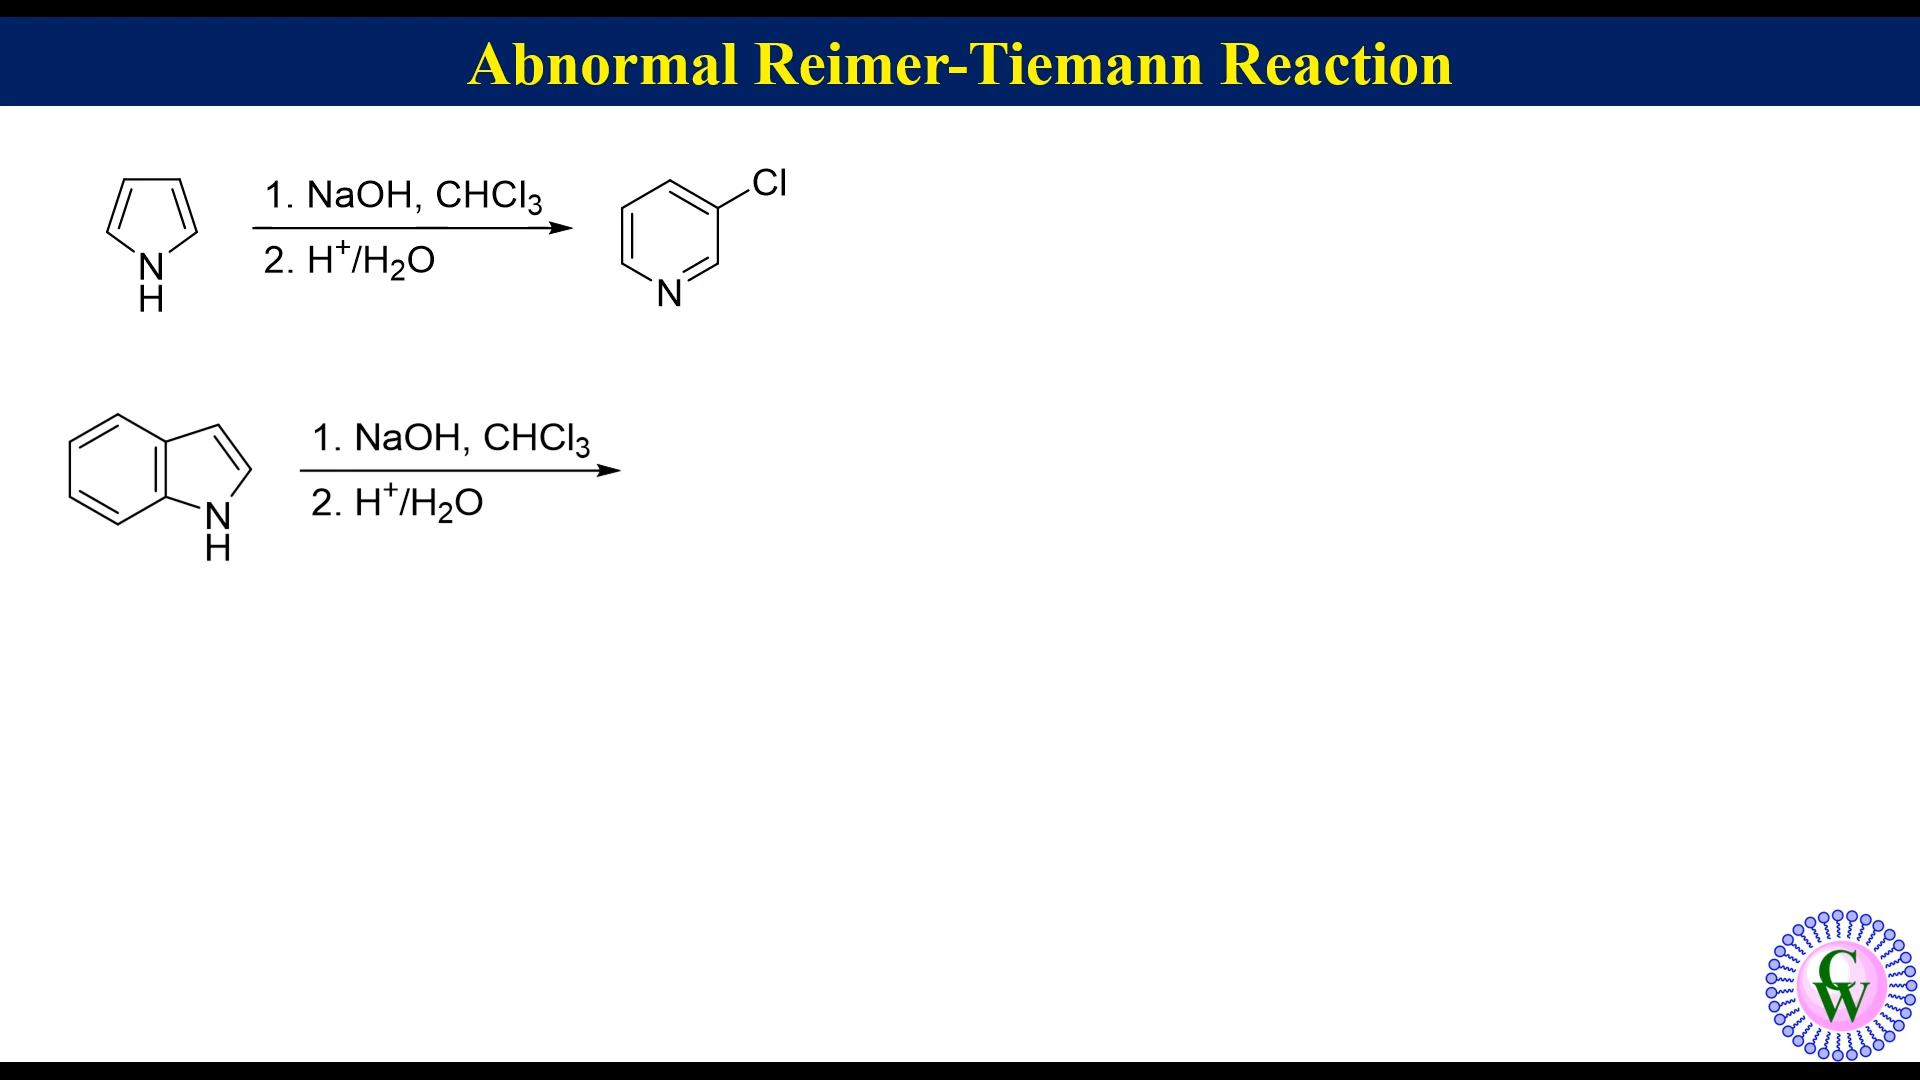 Abnormal Reimer-Tiemann Reaction
1. NaOH, CHCl₃
2. H⁺/H₂O
Cl
N
H
N
1. NaOH, CHCl₃
2. H⁺/H₂O
N
H
C
W